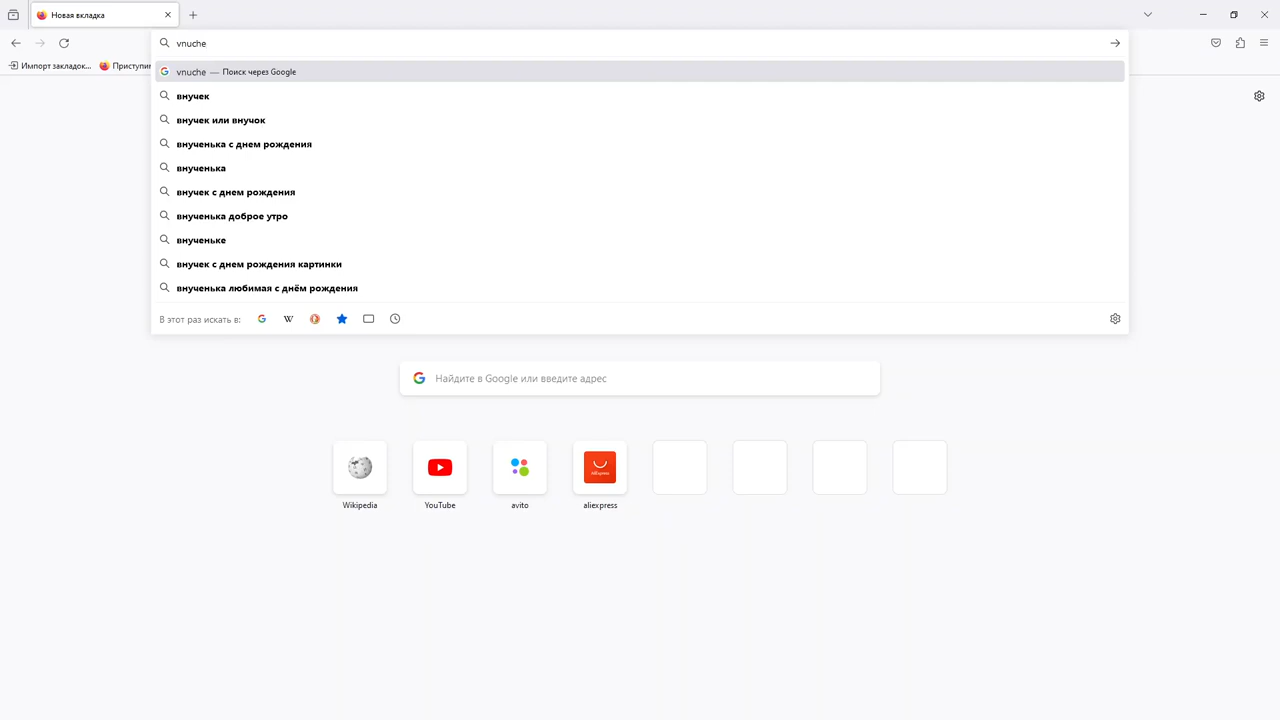 Новая вкладка
vnuche
Импорт закладок...
Приступи
vnuche — Поиск через Google
внучек
внучек или внучок
внученька с днем рождения
внученька
внучек с днем рождения
внученька доброе утро
внученьке
внучек с днем рождения картинки
внученька любимая с днём рождения
В этот раз искать в:
W
Найдите в Google или введите адрес
Wikipedia
YouTube
avito
aliexpress